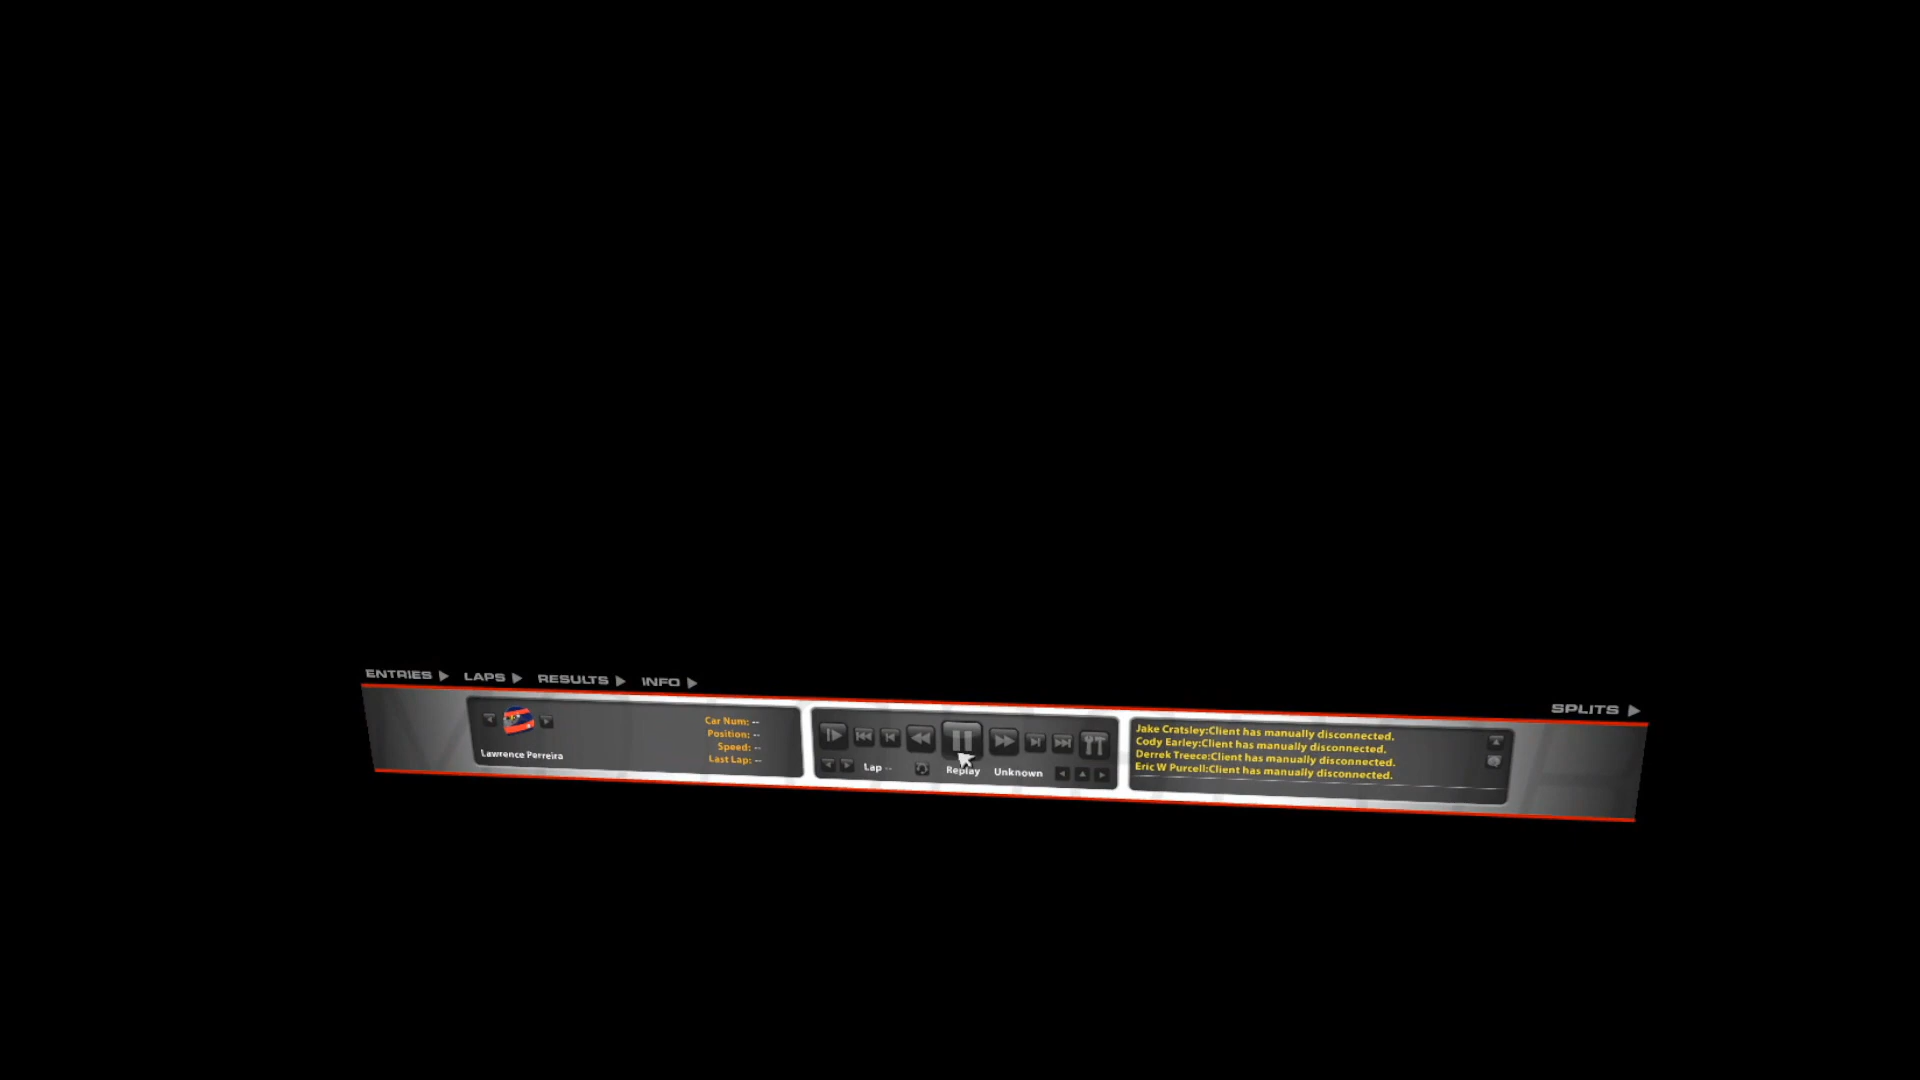 ENTRIES LAPS RESULTS INFO
SPLITS
Lawrence Perreira
Car Num: --
Position: --
Speed: --
Last Lap: --
Lap --
Replay
Unknown
Jake Cratsley:Client has manually disconnected.
Cody Earley:Client has manually disconnected.
Derrek Treece:Client has manually disconnected.
Eric W Purcell:Client has manually disconnected.